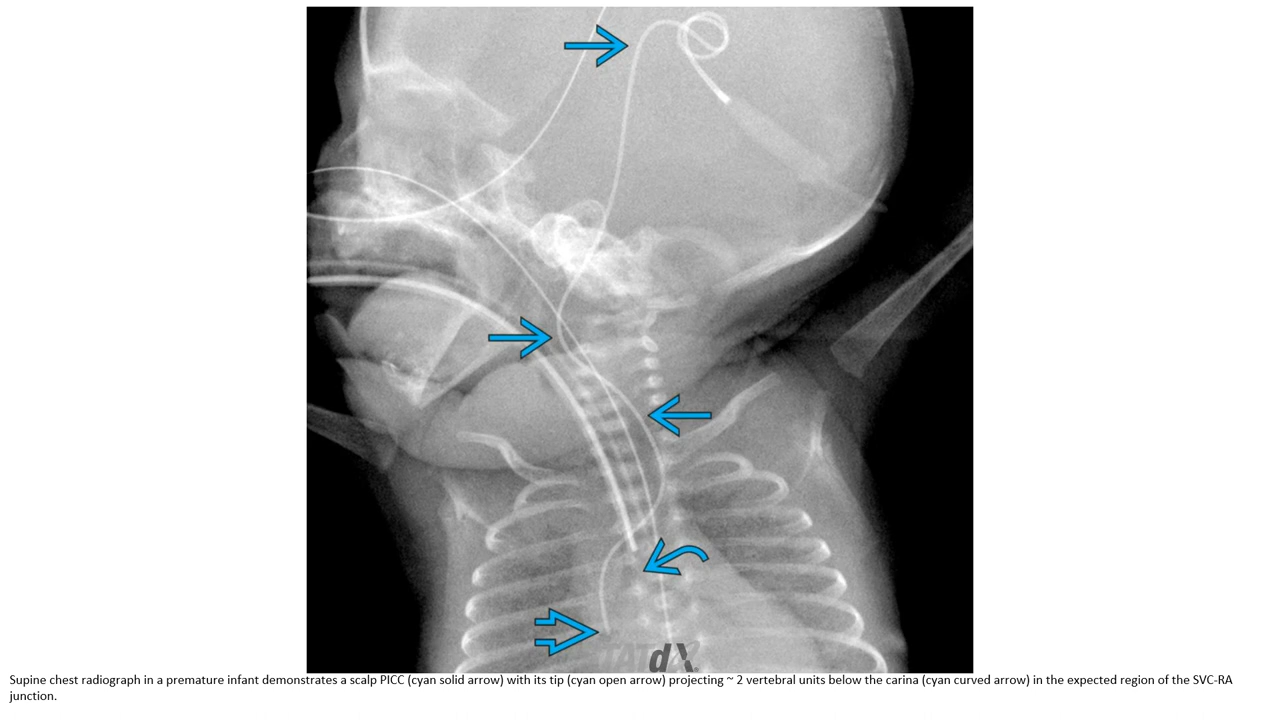 STATdX
Supine chest radiograph in a premature infant demonstrates a scalp PICC (cyan solid arrow) with its tip (cyan open arrow) projecting ~ 2 vertebral units below the carina (cyan curved arrow) in the expected region of the SVC-RA
junction.